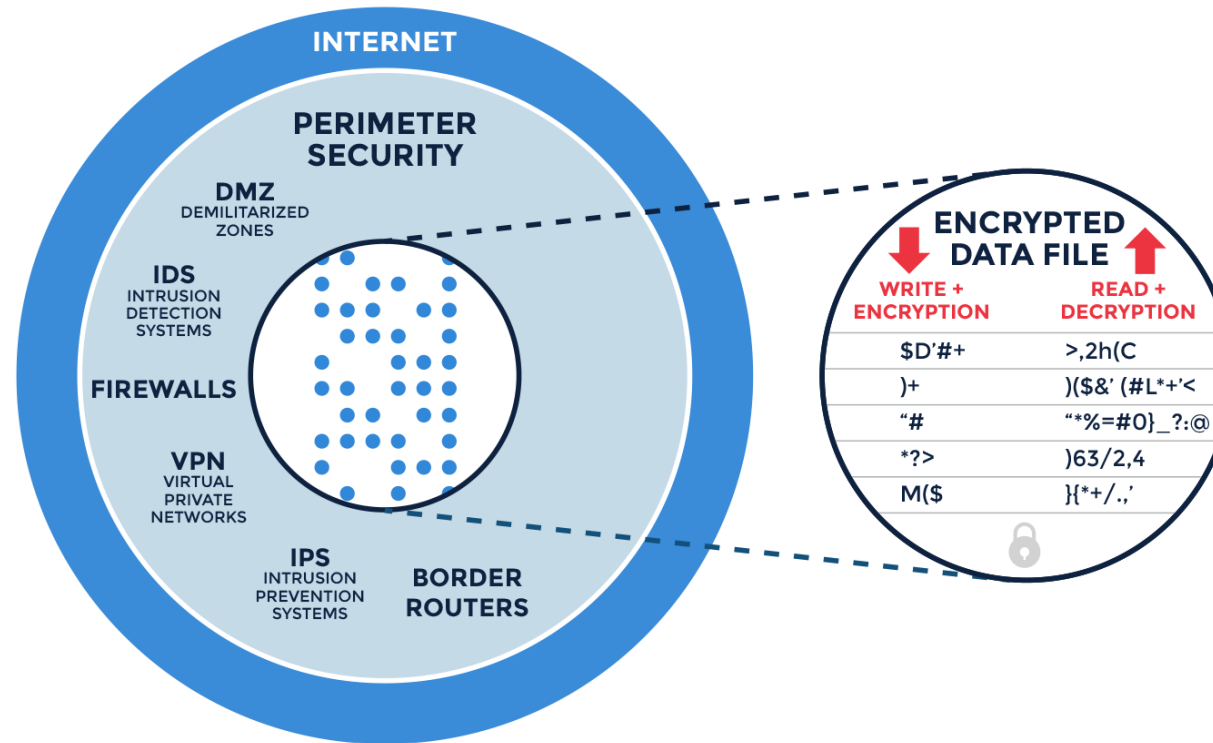 INTERNET
PERIMETER
SECURITY
DMZ
DEMILITARIZED
ZONES
IDS
INTRUSION
DETECTION
SYSTEMS
FIREWALLS
VPN
VIRTUAL
PRIVATE
NETWORKS
IPS
INTRUSION
PREVENTION
SYSTEMS
BORDER
ROUTERS
ENCRYPTED
DATA FILE
WRITE +
ENCRYPTION
READ +
DECRYPTION
$D’#+ >,2h(C
)+ )($&’ (#L*+’<
“# “*%=#0}_?:@
*?> )63/2,4
M($ }{*+/.,’